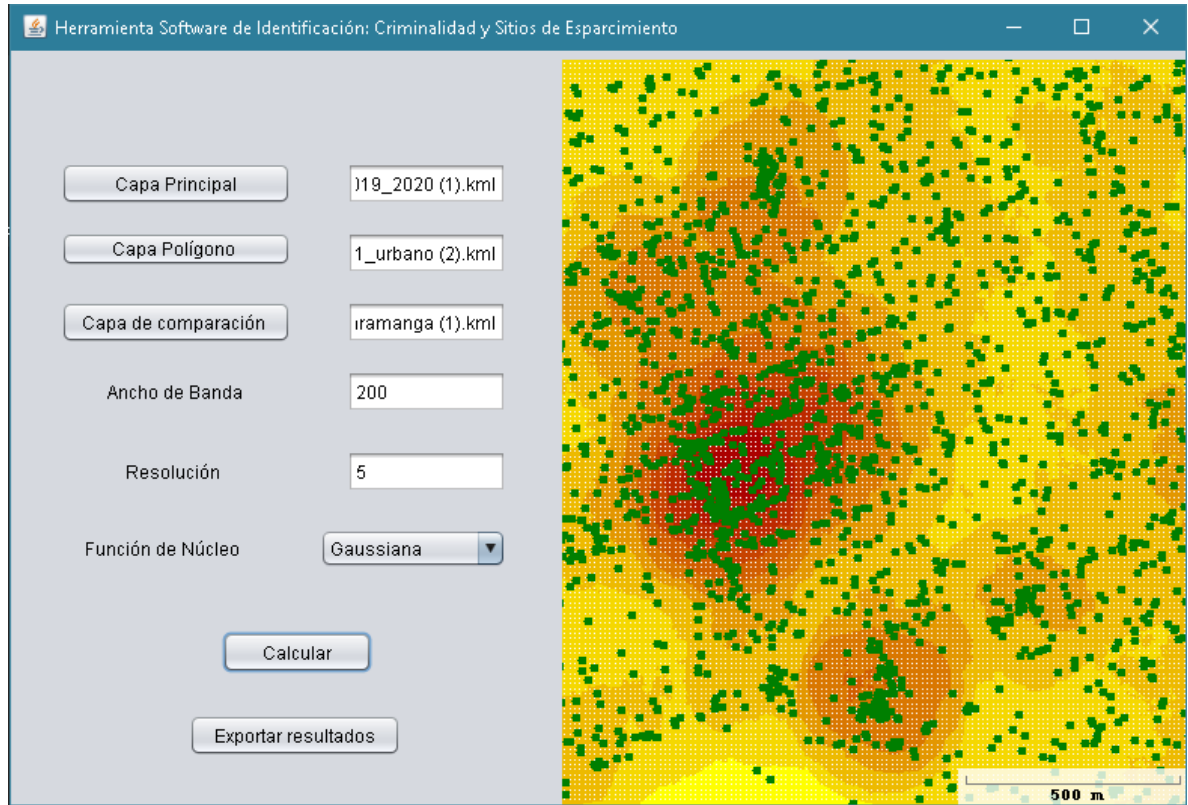 Herramienta Software de Identificación: Criminalidad y Sitios de Esparcimiento
Capa Principal
)19_2020 (1).kml
Capa Polígono
1_urbano (2).kml
Capa de comparación
ıramanga (1).kml
Ancho de Banda
200
Resolución
5
Función de Núcleo
Gaussiana
Calcular
Exportar resultados
500 m